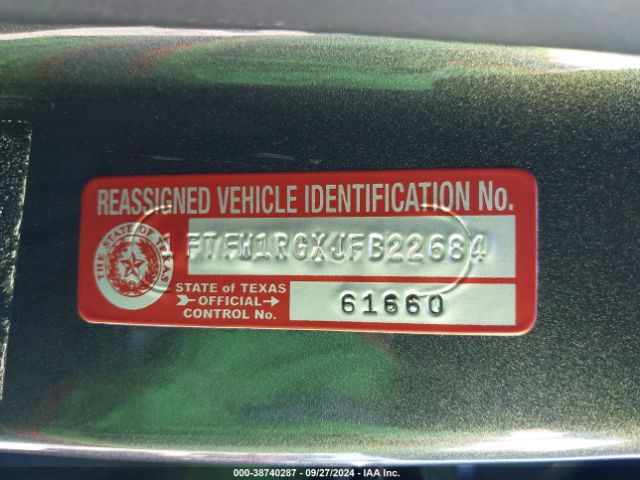 REASSIGNED VEHICLE IDENTIFICATION No.
THE STATE OF TEXAS
FTFW1RGXJFB22684
STATE of TEXAS
OFFICIAL
CONTROL No.
61660
000-38740287 - 09/27/2024 - IAA Inc.